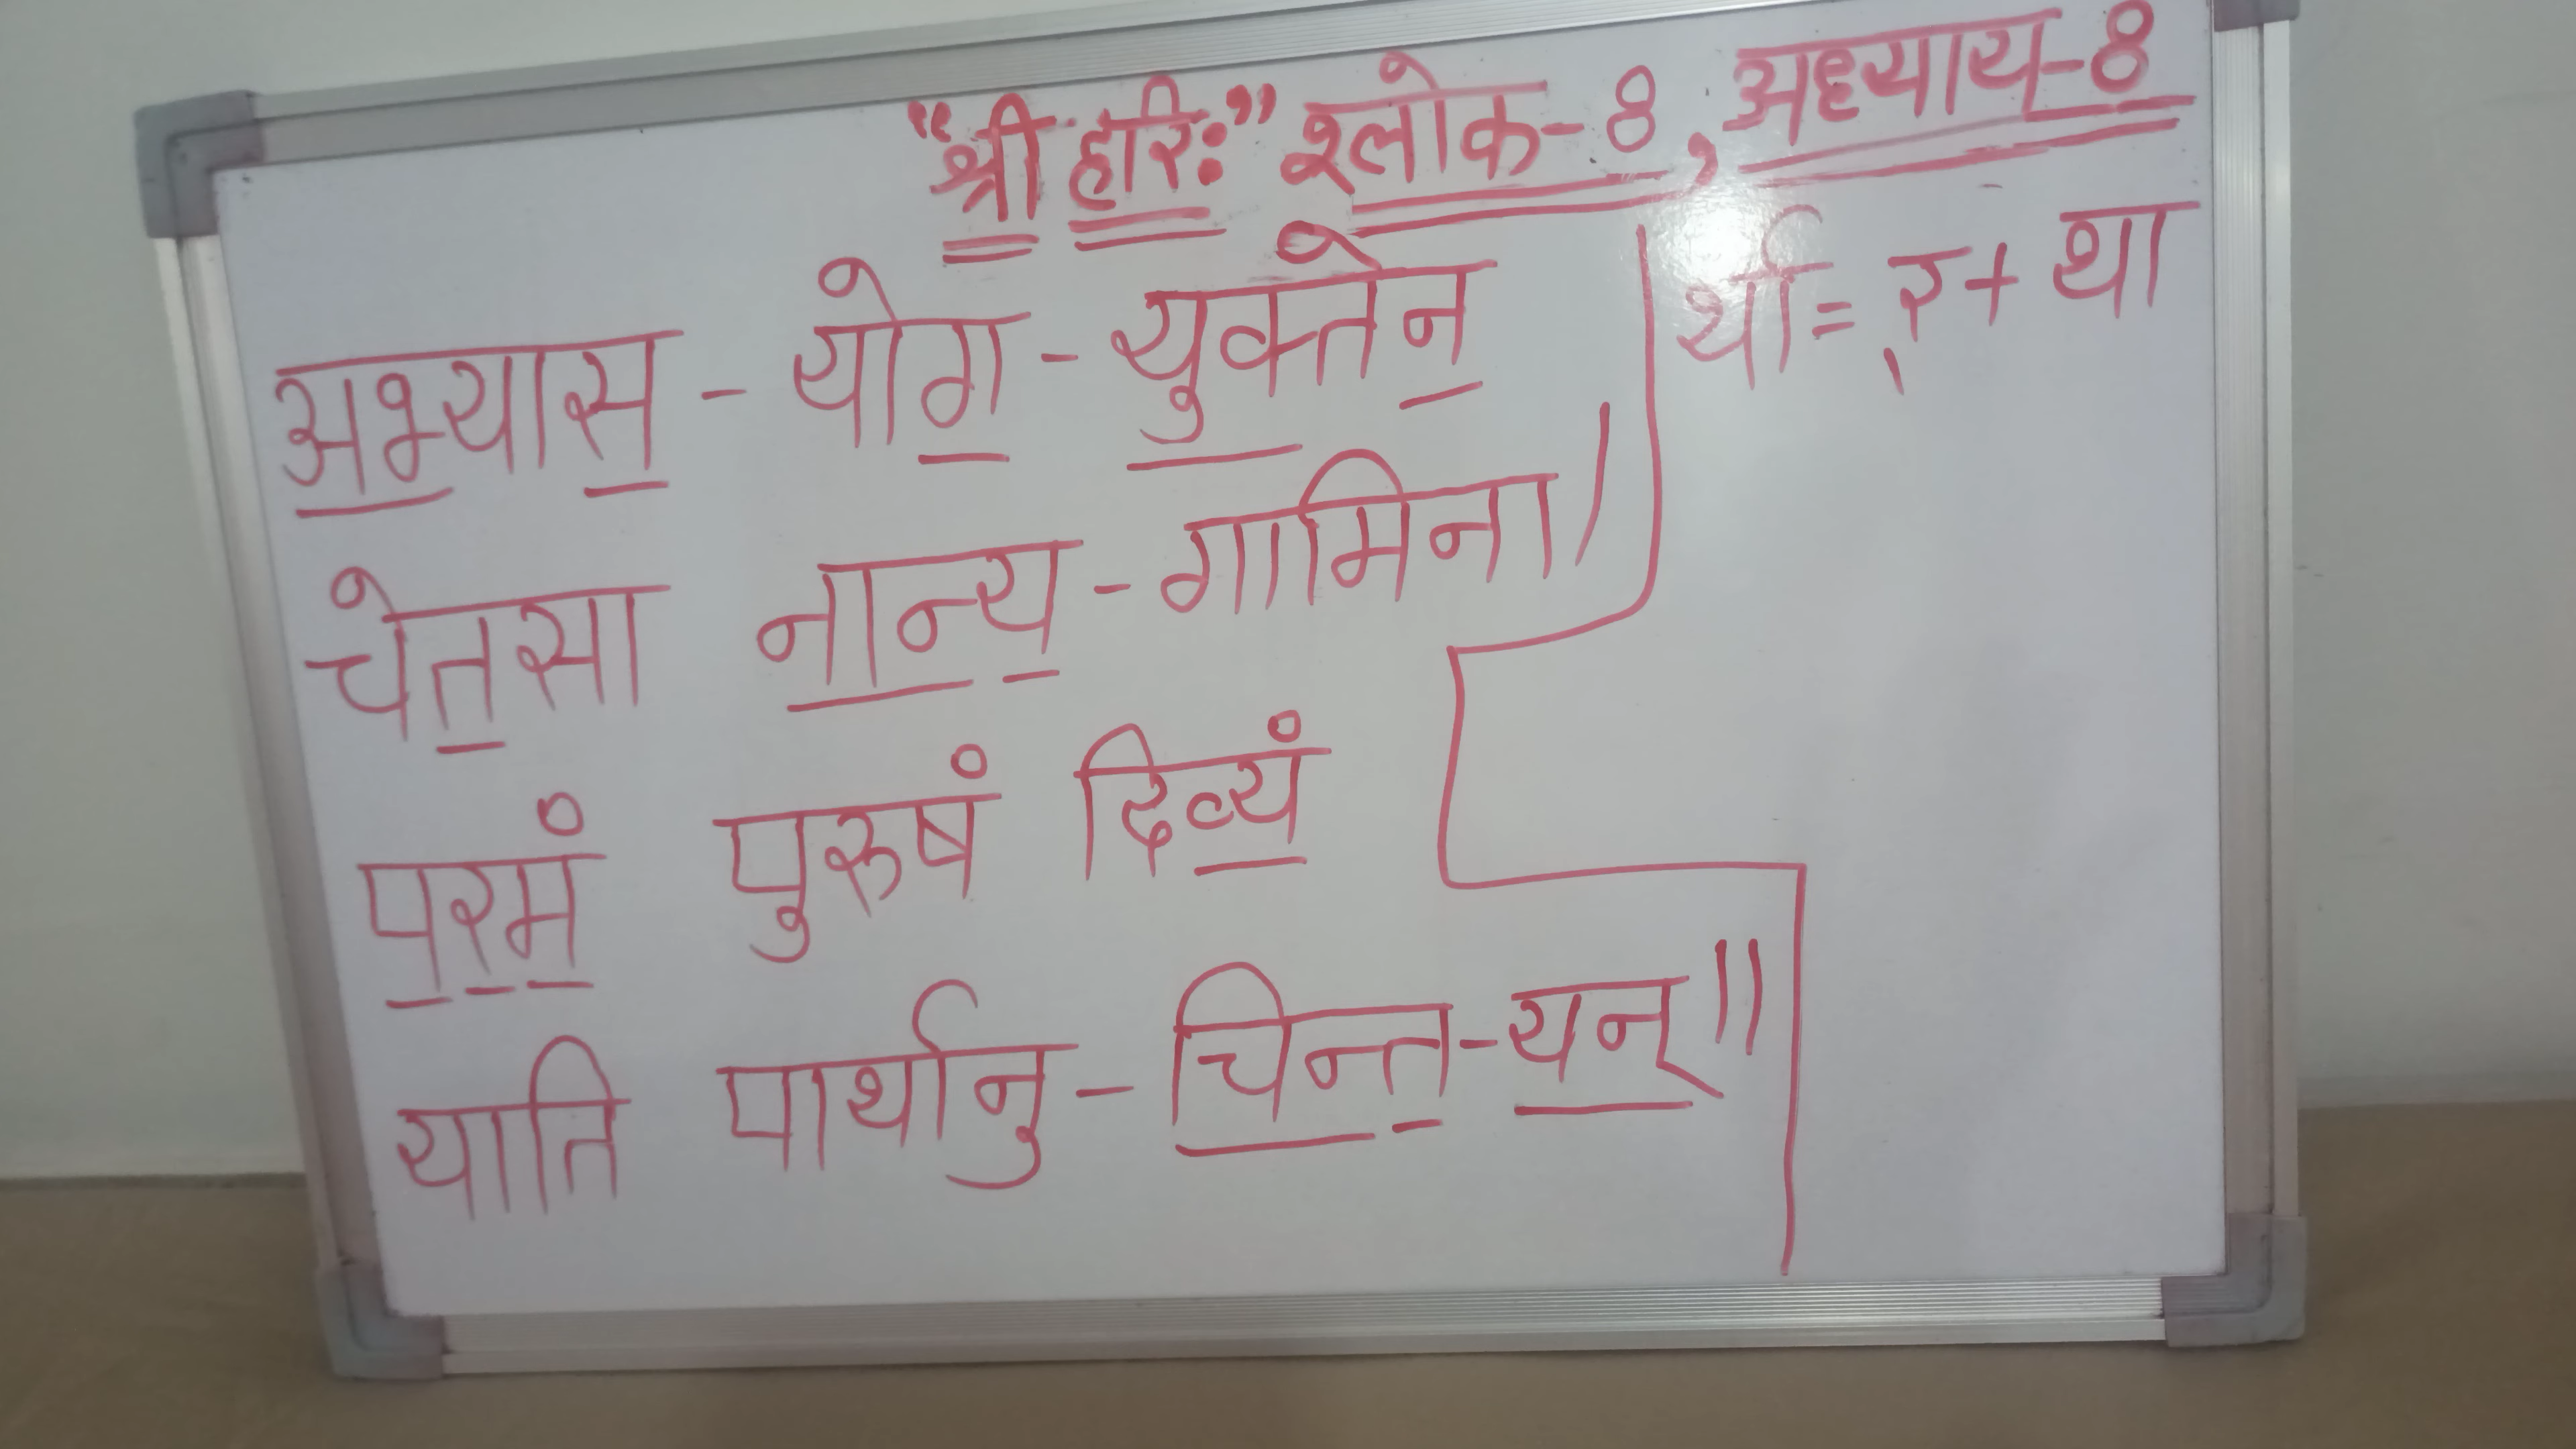 “श्री हरिः” श्लोक-8, अध्याय-8
अभ्यास - योग - युक्तेन
चेतसा नान्य - गामिना।
परमं पुरुषं दिव्यं
याति पार्थानु - चिन्त - यन्॥
र्था = र् + था